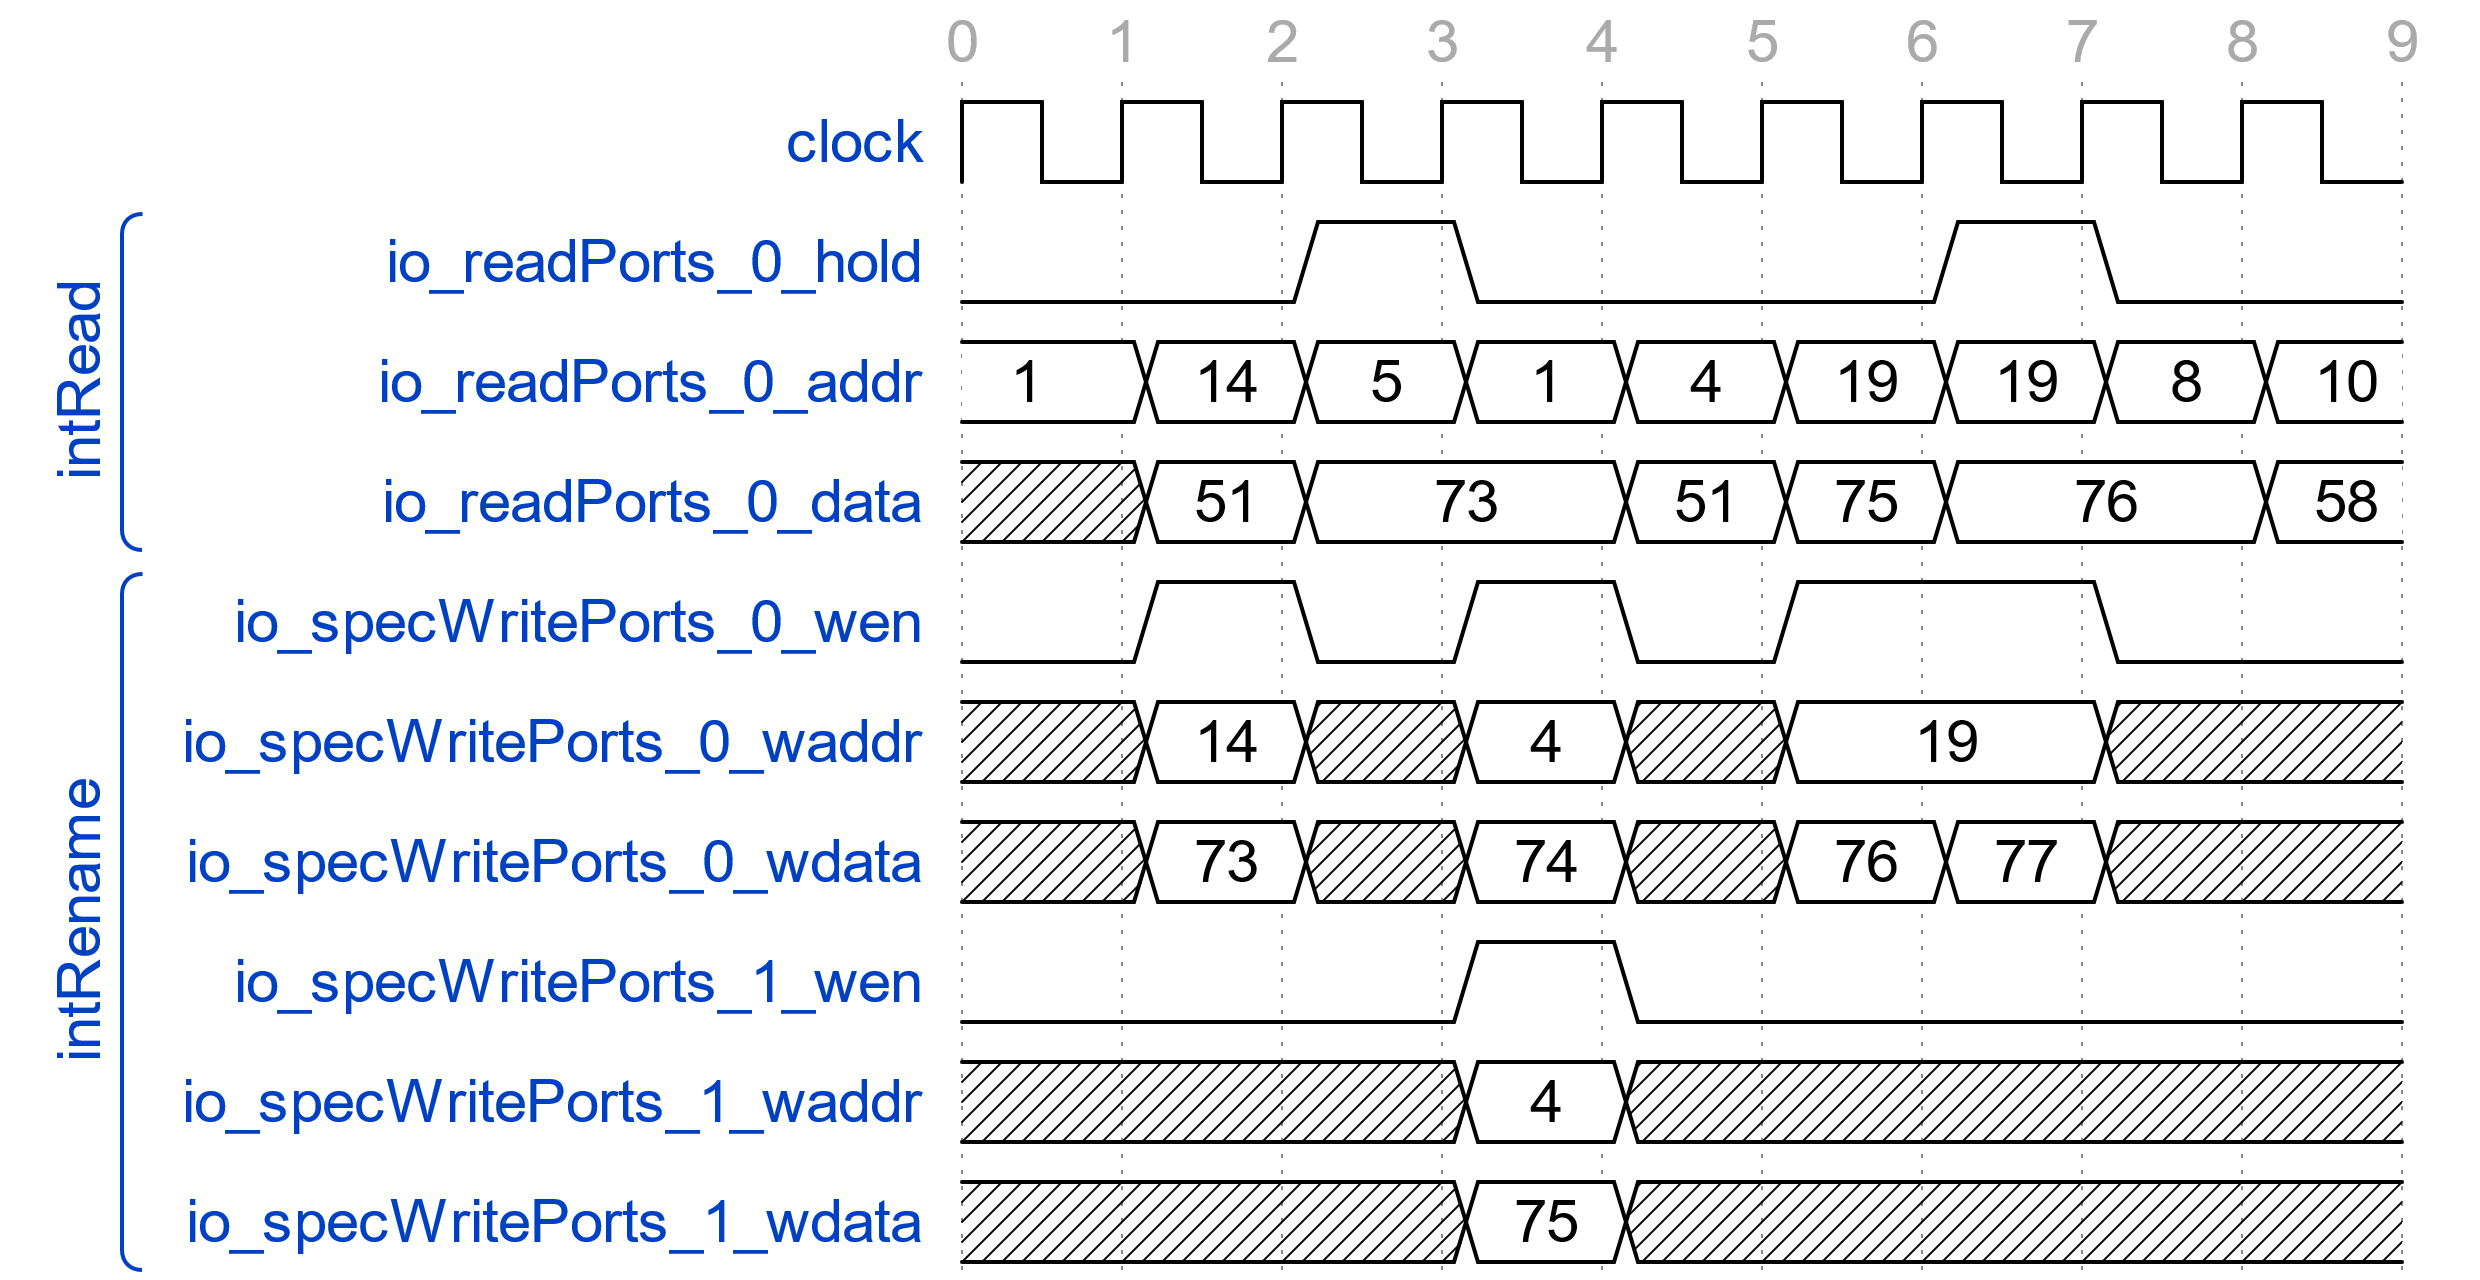 0 1 2 3 4 5 6 7 8 9
clock
intRead
io_readPorts_0_hold
io_readPorts_0_addr 1 14 5 1 4 19 19 8 10
io_readPorts_0_data 51 73 51 75 76 58
intRename
io_specWritePorts_0_wen
io_specWritePorts_0_waddr 14 4 19
io_specWritePorts_0_wdata 73 74 76 77
io_specWritePorts_1_wen
io_specWritePorts_1_waddr 4
io_specWritePorts_1_wdata 75